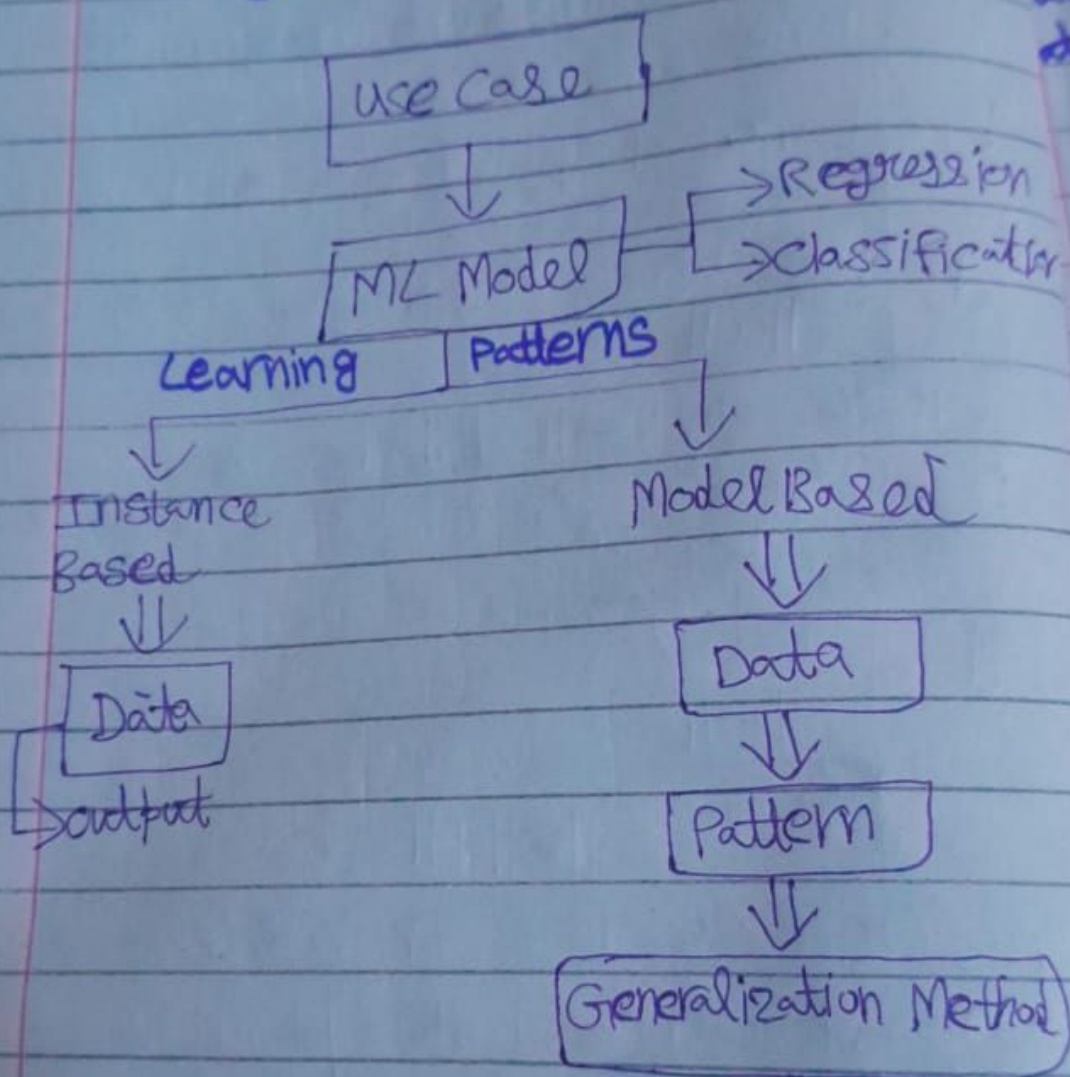 Use Case
ML Model
Regression
Classification
Learning Patterns
Instance
Based
Model Based
Data
output
Data
Pattern
Generalization Method